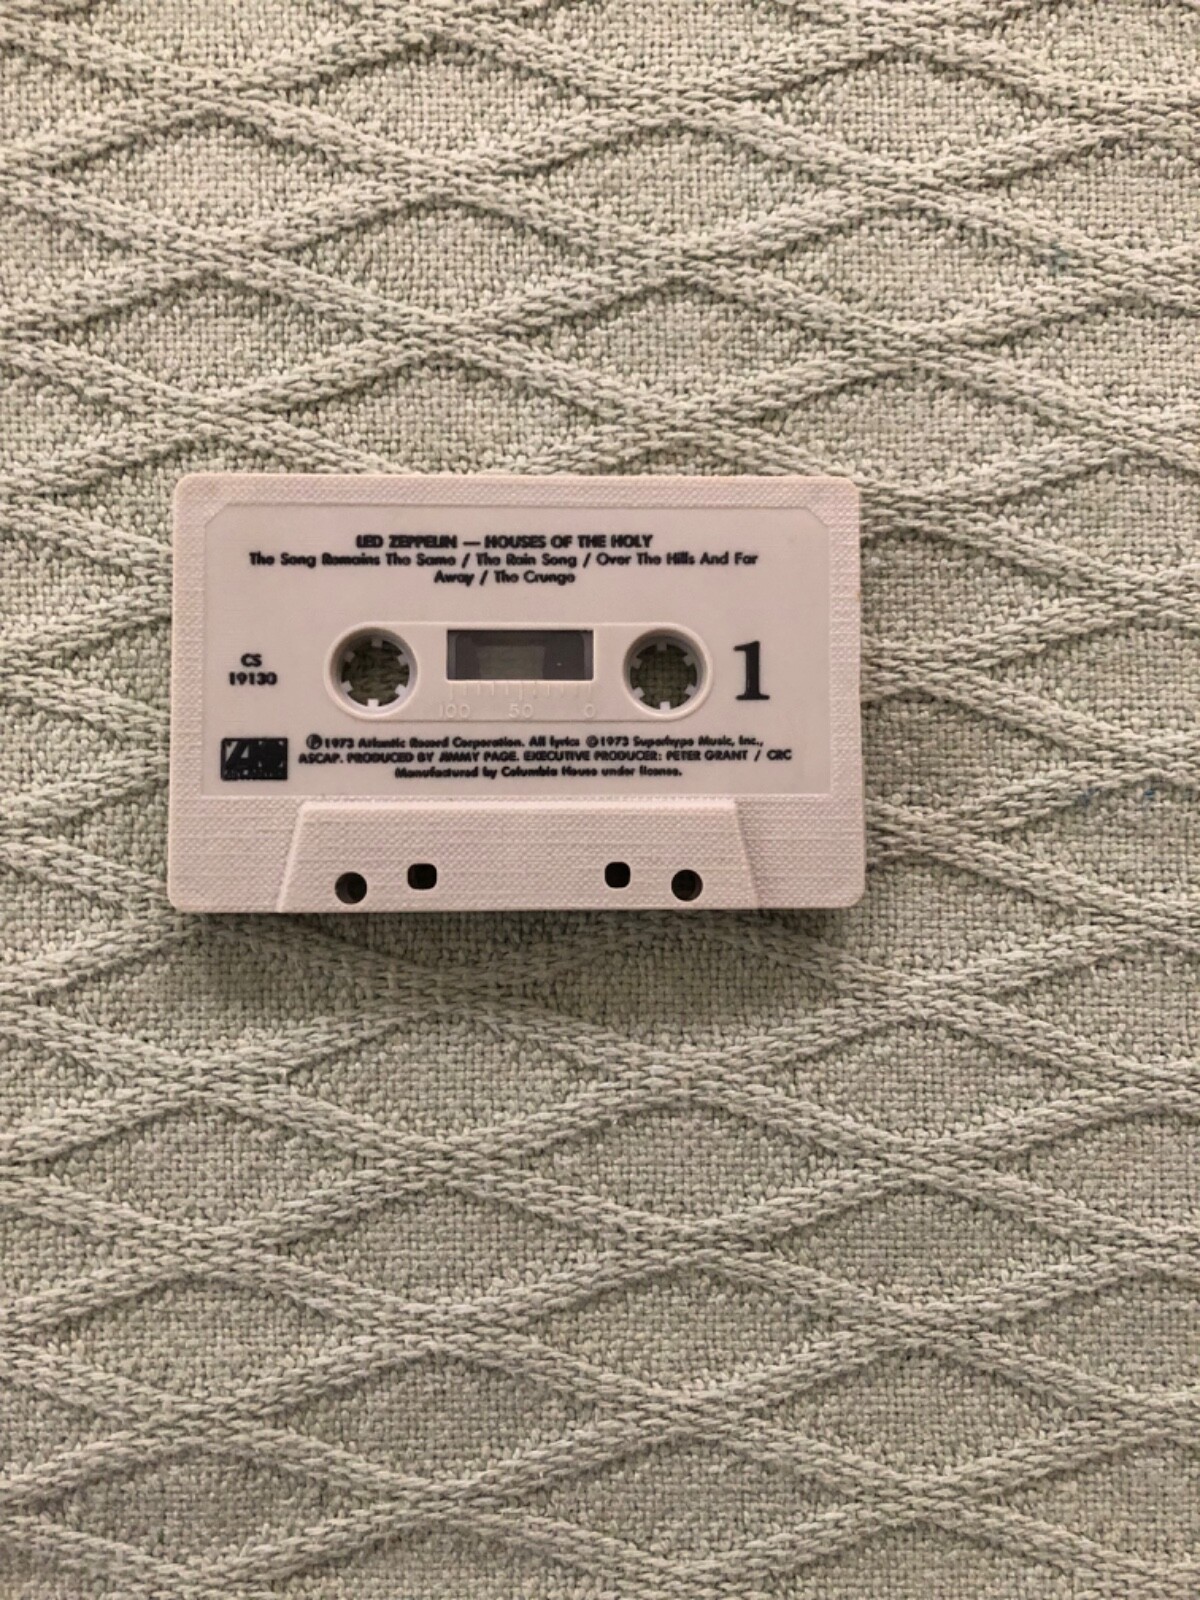 LED ZEPPELIN — HOUSES OF THE HOLY
The Song Remains The Same / The Rain Song / Over The Hills And Far
Away / The Crunge
CS
19130
1
100 50 0
ATLANTIC
Ⓟ1973 Atlantic Record Corporation. All lyrics ©1973 Superhype Music, Inc.,
ASCAP. PRODUCED BY JIMMY PAGE. EXECUTIVE PRODUCER: PETER GRANT / CRC
Manufactured by Columbia House under license.